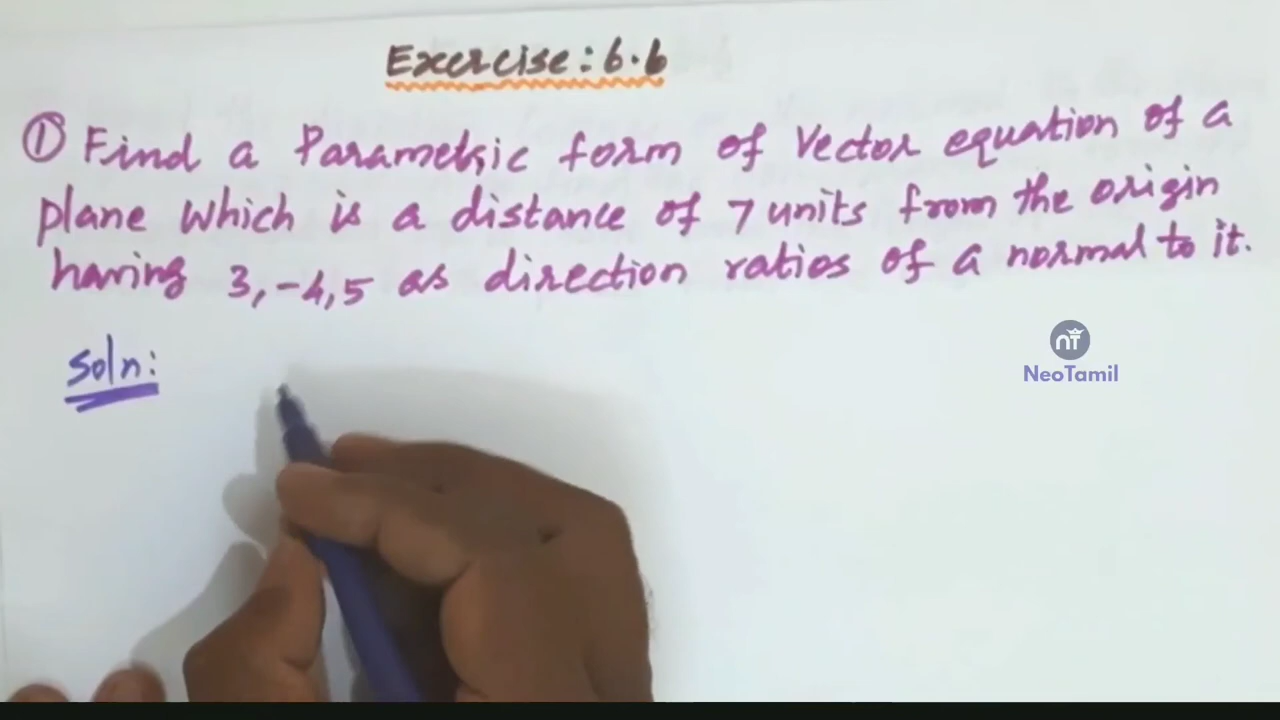 Exercise: 6.6
① Find a Parametric form of Vector equation of a
plane which is a distance of 7 units from the origin
having 3, -4, 5 as direction ratios of a normal to it.
Soln:
nT
NeoTamil